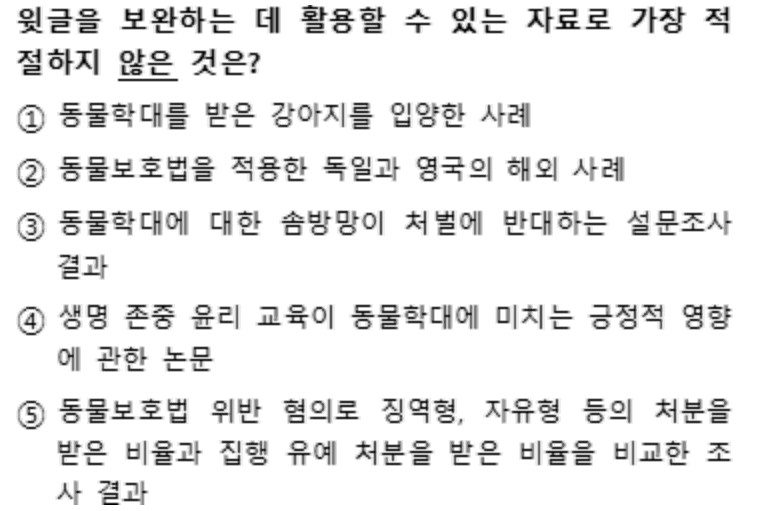 윗글을 보완하는 데 활용할 수 있는 자료로 가장 적
절하지 않은 것은?
① 동물학대를 받은 강아지를 입양한 사례
② 동물보호법을 적용한 독일과 영국의 해외 사례
③ 동물학대에 대한 솜방망이 처벌에 반대하는 설문조사
결과
④ 생명 존중 윤리 교육이 동물학대에 미치는 긍정적 영향
에 관한 논문
⑤ 동물보호법 위반 혐의로 징역형, 자유형 등의 처분을
받은 비율과 집행 유예 처분을 받은 비율을 비교한 조
사 결과